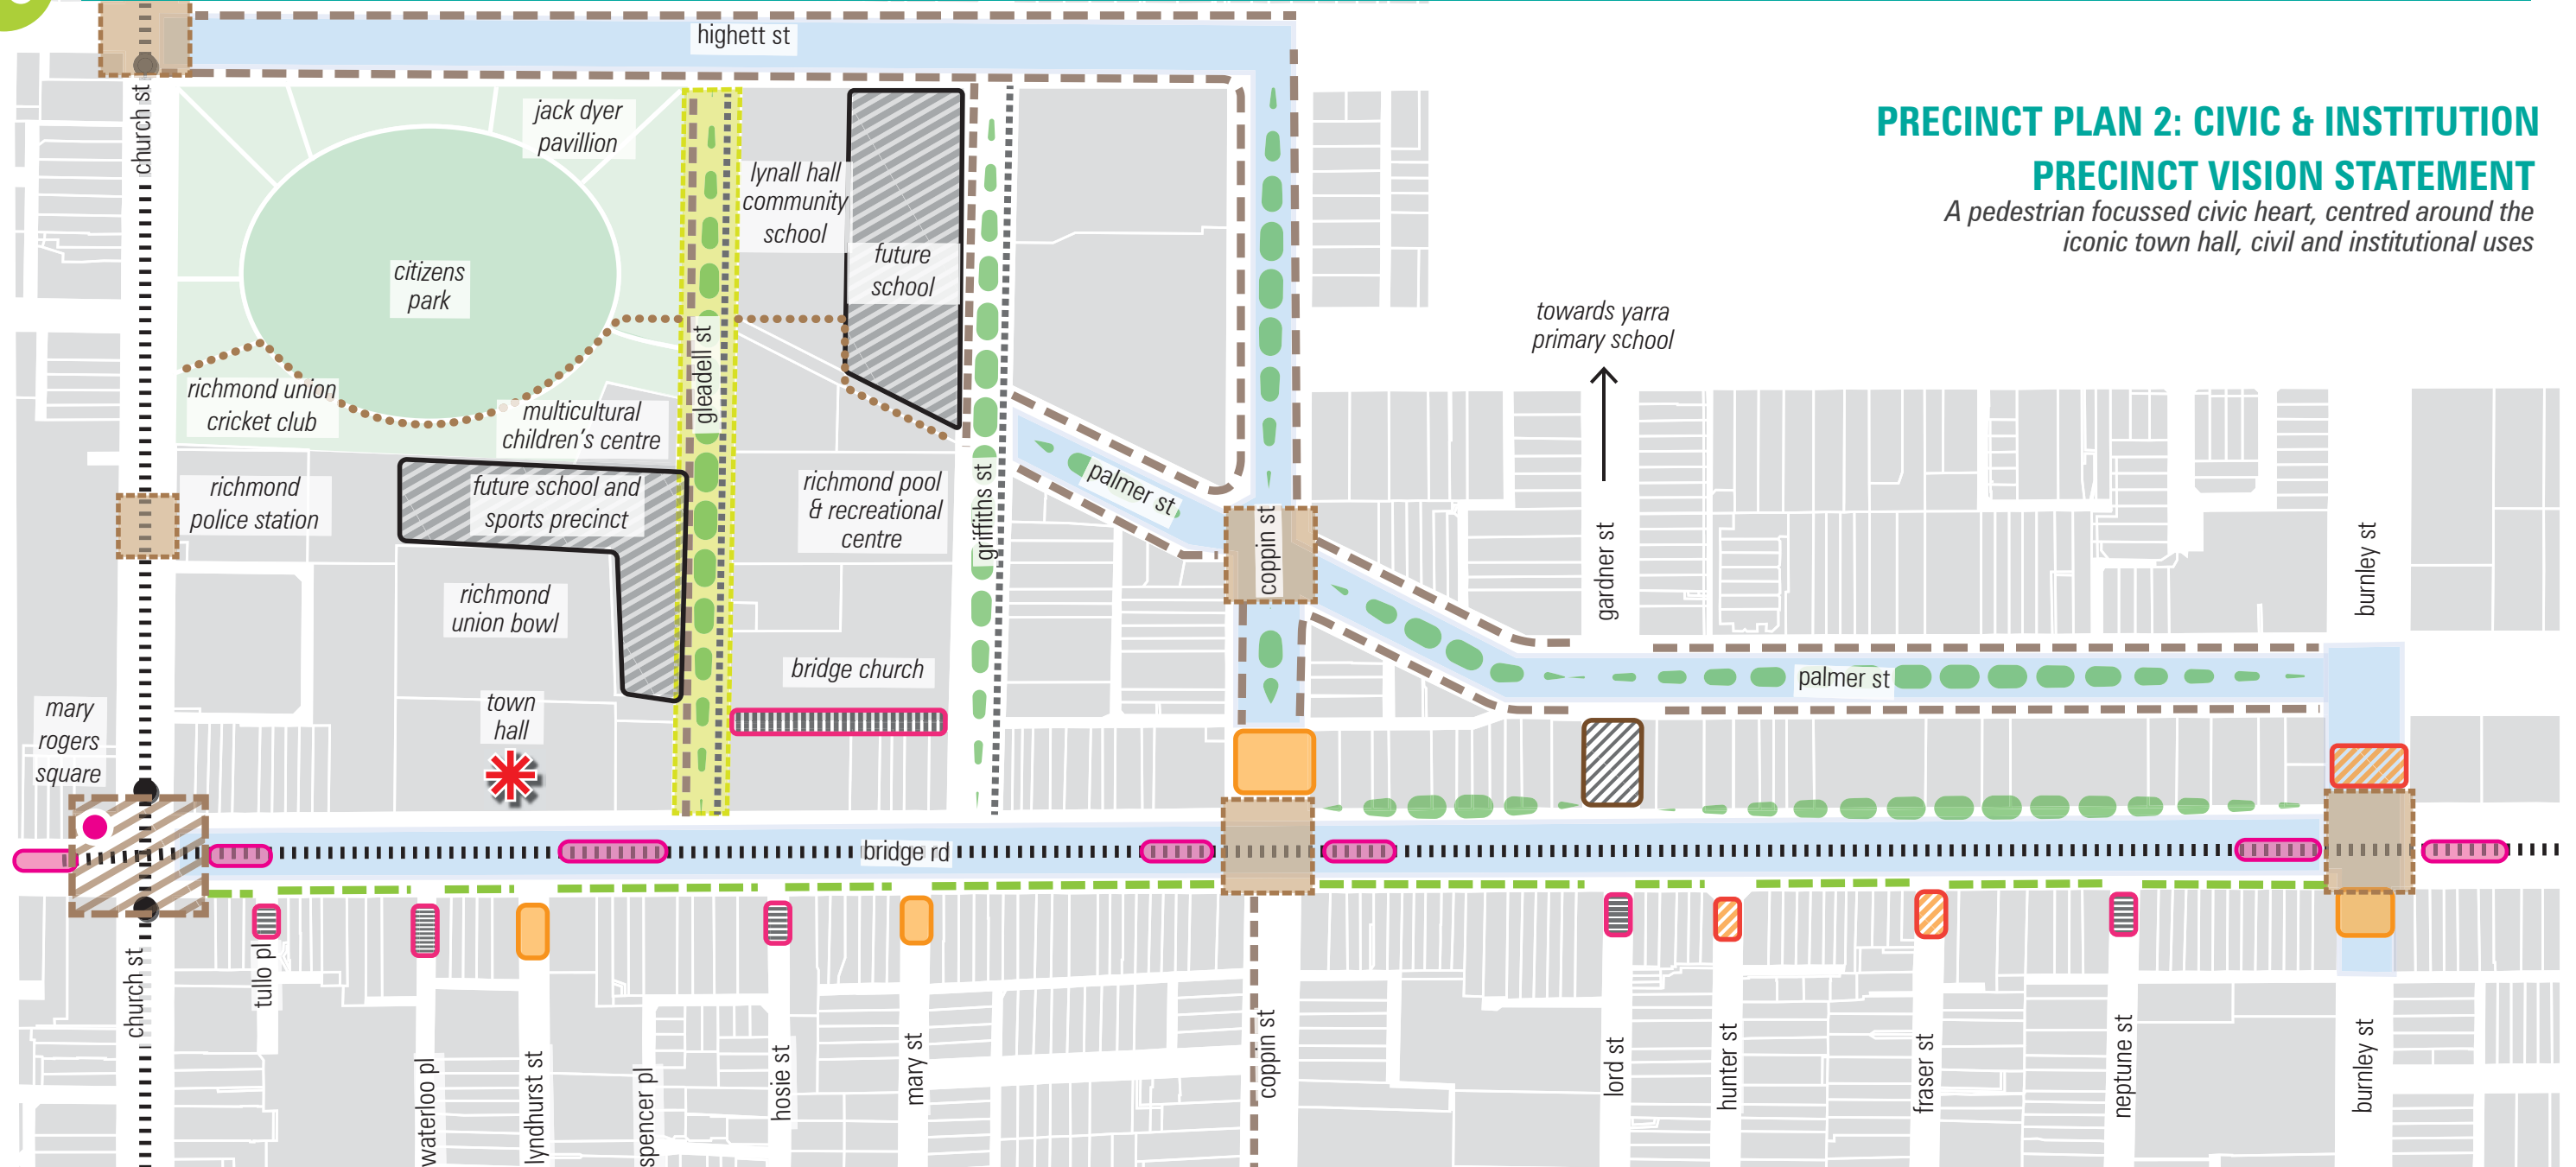 highett st
PRECINCT PLAN 2: CIVIC & INSTITUTION
PRECINCT VISION STATEMENT
A pedestrian focussed civic heart, centred around the
iconic town hall, civil and institutional uses
church st
jack dyer
pavillion
lynall hall
community
school
future
school
citizens
park
gleadell st
towards yarra
primary school
richmond union
cricket club
multicultural
children's centre
richmond
police station
future school and
sports precinct
richmond pool
& recreational
centre
griffiths st
palmer st
coppin st
gardner st
burnley st
richmond
union bowl
bridge church
palmer st
mary
rogers
square
town
hall
bridge rd
church st
tullo pl
waterloo pl
lyndhurst st
spencer pl
hosie st
mary st
coppin st
lord st
hunter st
fraser st
neptune st
burnley st